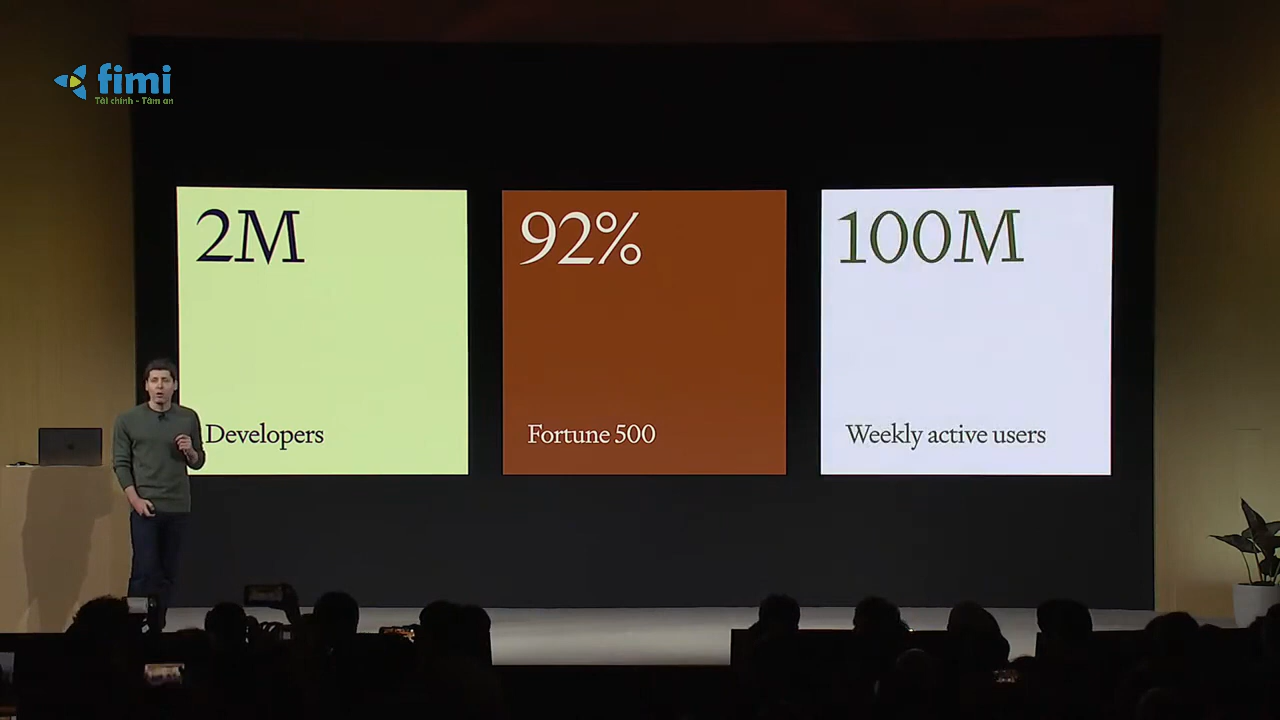 fimi
Tài chính - Tâm an
2M
Developers
92%
Fortune 500
100M
Weekly active users